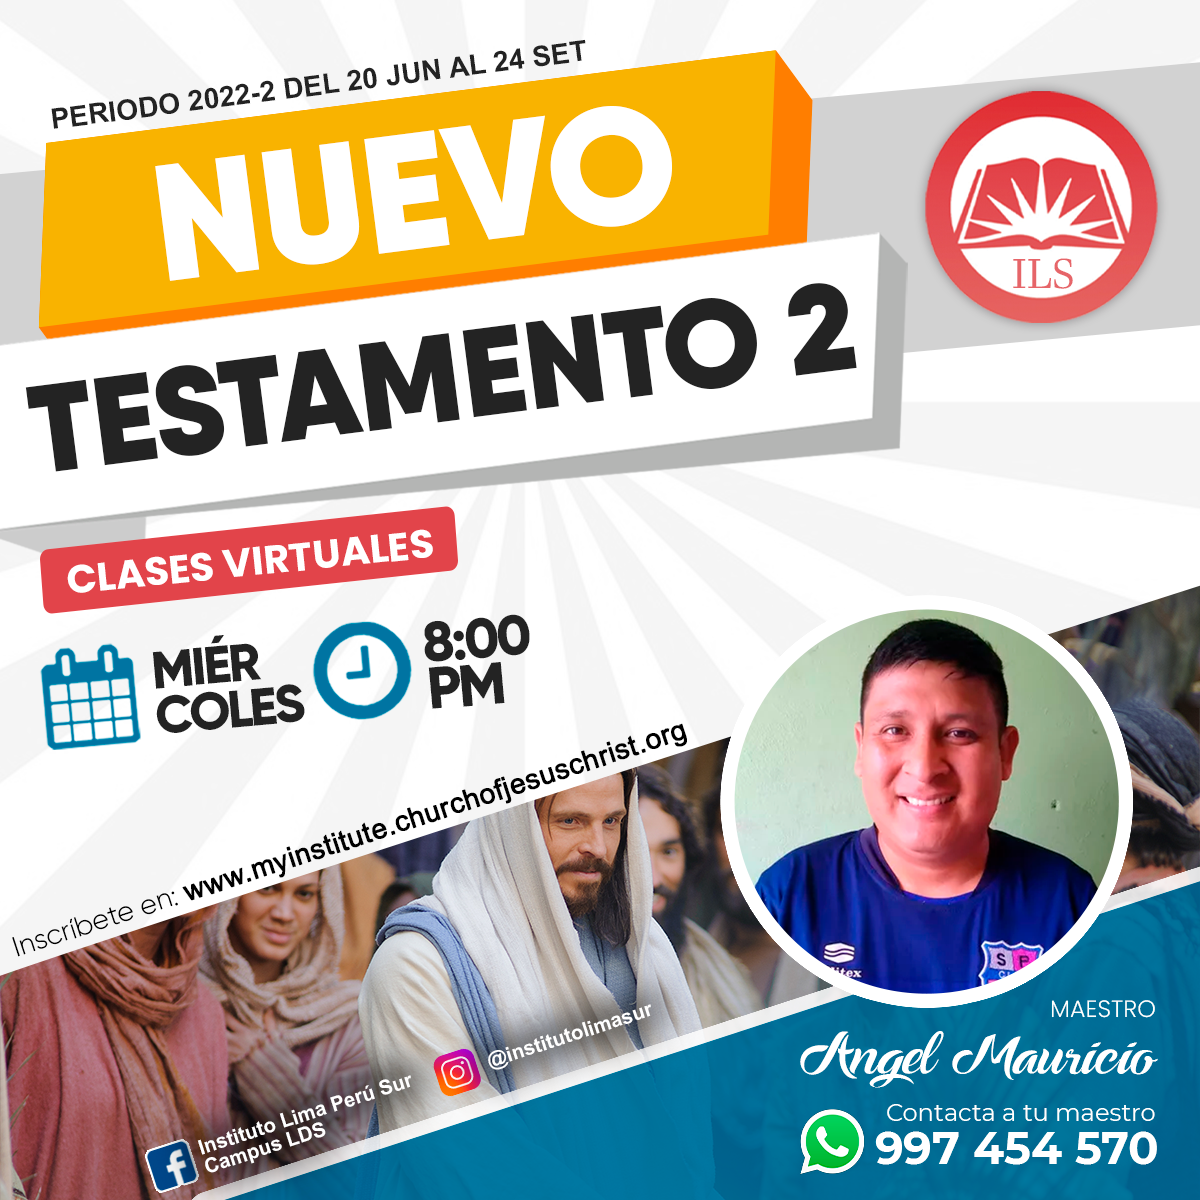 PERIODO 2022-2 DEL 20 JUN AL 24 SET
NUEVO
TESTAMENTO 2
ILS
CLASES VIRTUALES
MIÉR
COLES
8:00
PM
Inscríbete en: www.myinstitute.churchofjesuschrist.org
MAESTRO
Angel Mauricio
Contacta a tu maestro
997 454 570
@institutolimasur
Instituto Lima Perú Sur
Campus LDS